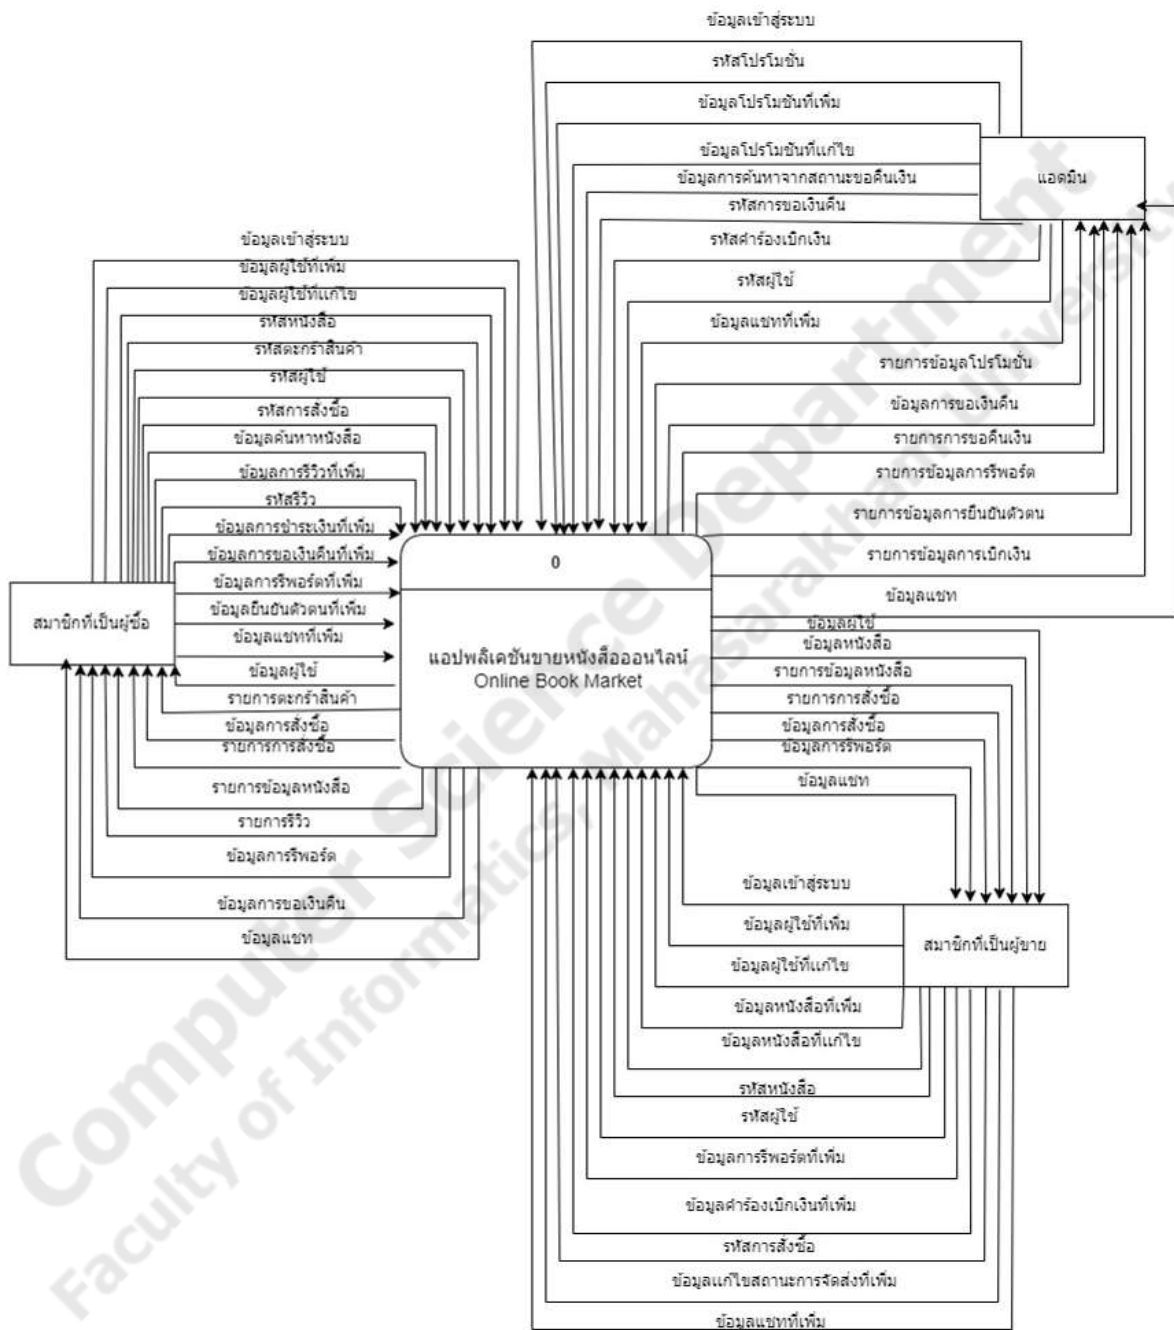 ข้อมูลเข้าสู่ระบบ
รหัสโปรโมชั่น
ข้อมูลโปรโมชันที่เพิ่ม
ข้อมูลโปรโมชันที่แก้ไข
ข้อมูลการค้นหาจากสถานะขอคืนเงิน
รหัสการขอเงินคืน
รหัสคำร้องเบิกเงิน
รหัสผู้ใช้
ข้อมูลแชทที่เพิ่ม
แอดมิน
รายการข้อมูลโปรโมชั่น
ข้อมูลการขอเงินคืน
รายการการขอคืนเงิน
รายการข้อมูลการรีพอร์ต
รายการข้อมูลการยืนยันตัวตน
รายการข้อมูลการเบิกเงิน
ข้อมูลแชท
ข้อมูลเข้าสู่ระบบ
ข้อมูลผู้ใช้ที่เพิ่ม
ข้อมูลผู้ใช้ที่แก้ไข
รหัสหนังสือ
รหัสตะกร้าสินค้า
รหัสผู้ใช้
รหัสการสั่งซื้อ
ข้อมูลค้นหาหนังสือ
ข้อมูลการรีวิวที่เพิ่ม
รหัสรีวิว
ข้อมูลการชำระเงินที่เพิ่ม
ข้อมูลการขอเงินคืนที่เพิ่ม
ข้อมูลการรีพอร์ตที่เพิ่ม
ข้อมูลยืนยันตัวตนที่เพิ่ม
ข้อมูลแชทที่เพิ่ม
สมาชิกที่เป็นผู้ซื้อ
ข้อมูลผู้ใช้
รายการตะกร้าสินค้า
ข้อมูลการสั่งซื้อ
รายการการสั่งซื้อ
รายการข้อมูลหนังสือ
รายการรีวิว
ข้อมูลการรีพอร์ต
ข้อมูลการขอเงินคืน
ข้อมูลแชท
0
แอปพลิเคชันขายหนังสือออนไลน์
Online Book Market
ข้อมูลผู้ใช้
ข้อมูลหนังสือ
รายการข้อมูลหนังสือ
รายการการสั่งซื้อ
ข้อมูลการสั่งซื้อ
ข้อมูลการรีพอร์ต
ข้อมูลแชท
สมาชิกที่เป็นผู้ขาย
ข้อมูลเข้าสู่ระบบ
ข้อมูลผู้ใช้ที่เพิ่ม
ข้อมูลผู้ใช้ที่แก้ไข
ข้อมูลหนังสือที่เพิ่ม
ข้อมูลหนังสือที่แก้ไข
รหัสหนังสือ
รหัสผู้ใช้
ข้อมูลการรีพอร์ตที่เพิ่ม
ข้อมูลคำร้องเบิกเงินที่เพิ่ม
รหัสการสั่งซื้อ
ข้อมูลแก้ไขสถานะการจัดส่งที่เพิ่ม
ข้อมูลแชทที่เพิ่ม
Computer Science Department
Faculty of Informatics, Mahasarakham University